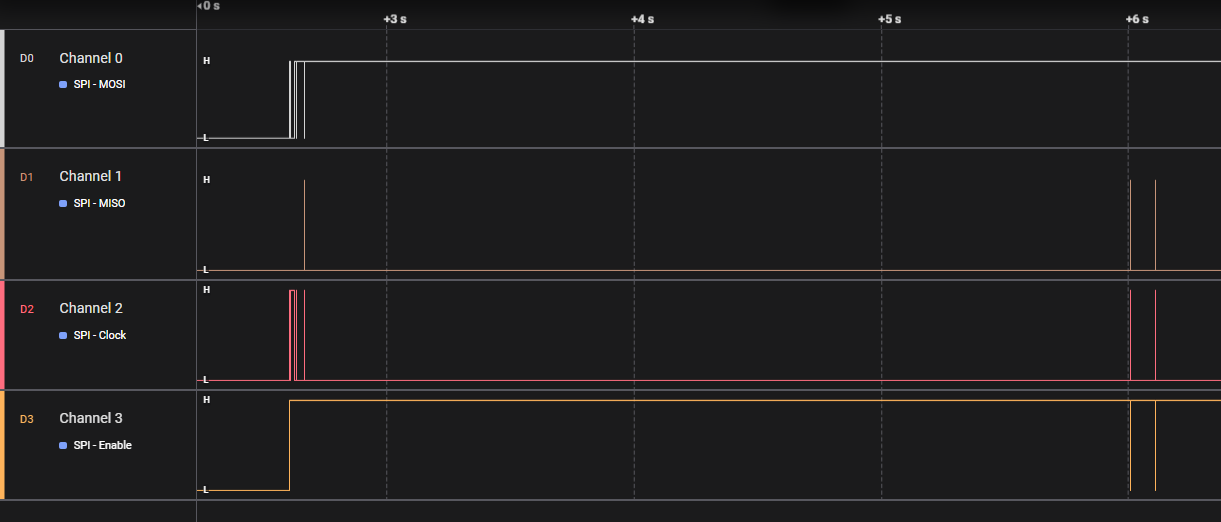 ◂0 s
+3 s
+4 s
+5 s
+6 s
D0 Channel 0
SPI - MOSI
H
L
D1 Channel 1
SPI - MISO
H
L
D2 Channel 2
SPI - Clock
H
L
D3 Channel 3
SPI - Enable
H
L